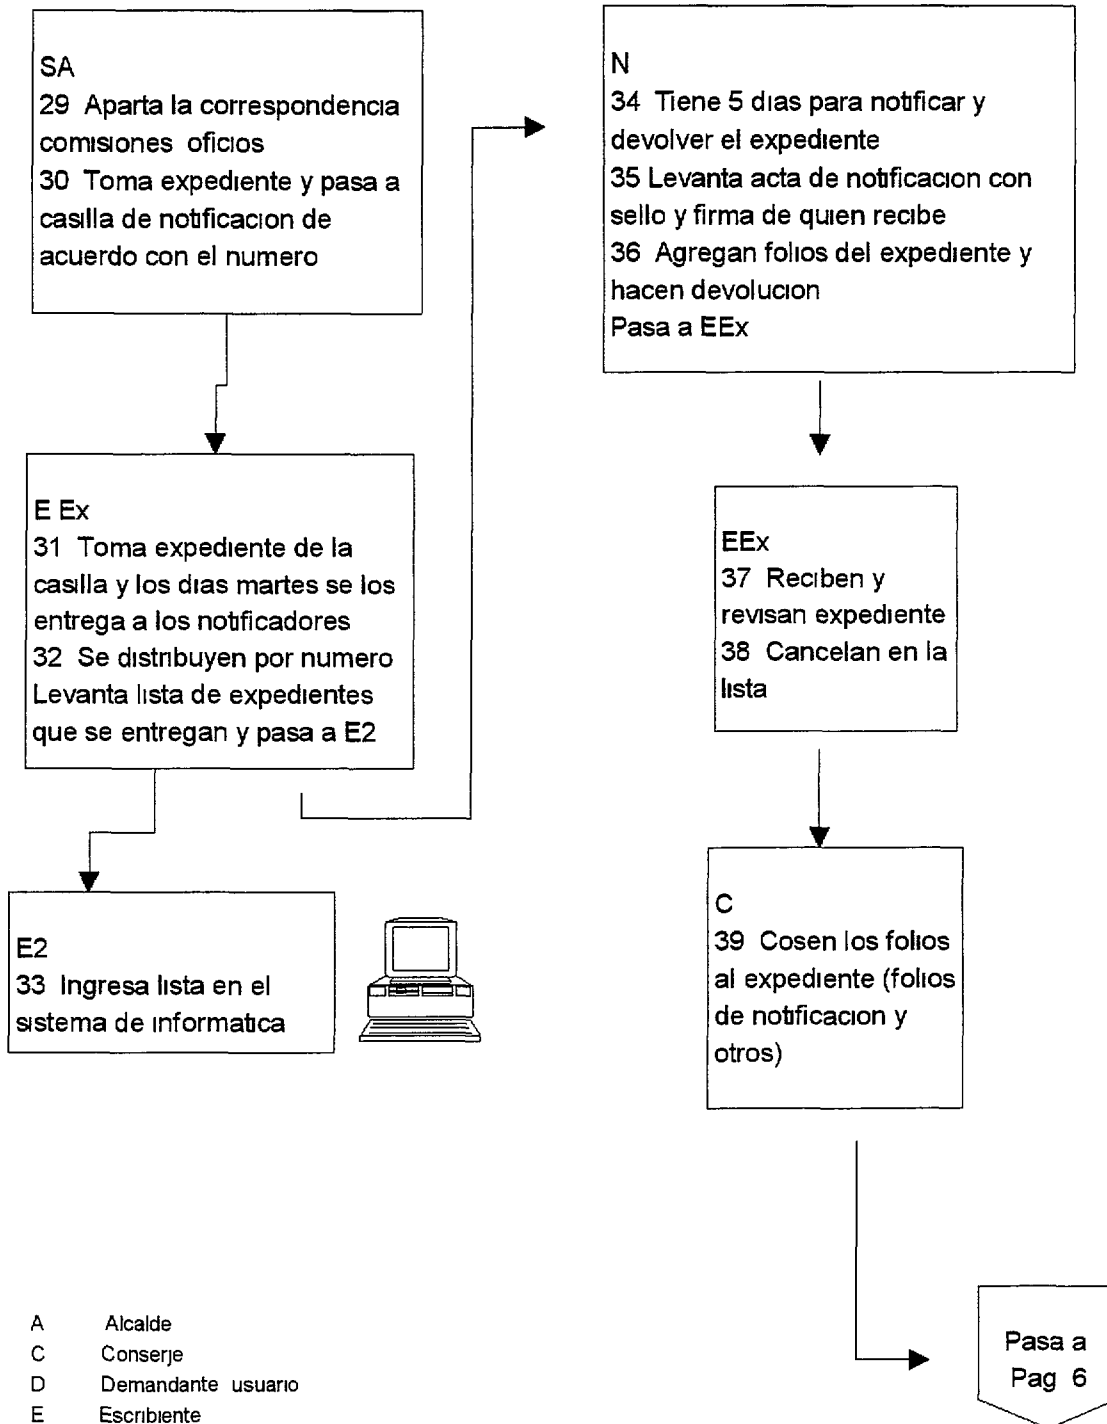 SA
29 Aparta la correspondencia
comisiones oficios
30 Toma expediente y pasa a
casilla de notificacion de
acuerdo con el numero
E Ex
31 Toma expediente de la
casilla y los dias martes se los
entrega a los notificadores
32 Se distribuyen por numero
Levanta lista de expedientes
que se entregan y pasa a E2
E2
33 Ingresa lista en el
sistema de informatica
N
34 Tiene 5 dias para notificar y
devolver el expediente
35 Levanta acta de notificacion con
sello y firma de quien recibe
36 Agregan folios del expediente y
hacen devolucion
Pasa a EEx
EEx
37 Reciben y
revisan expediente
38 Cancelan en la
lista
C
39 Cosen los folios
al expediente (folios
de notificacion y
otros)
Pasa a
Pag 6
A Alcalde
C Conserje
D Demandante usuario
E Escribiente